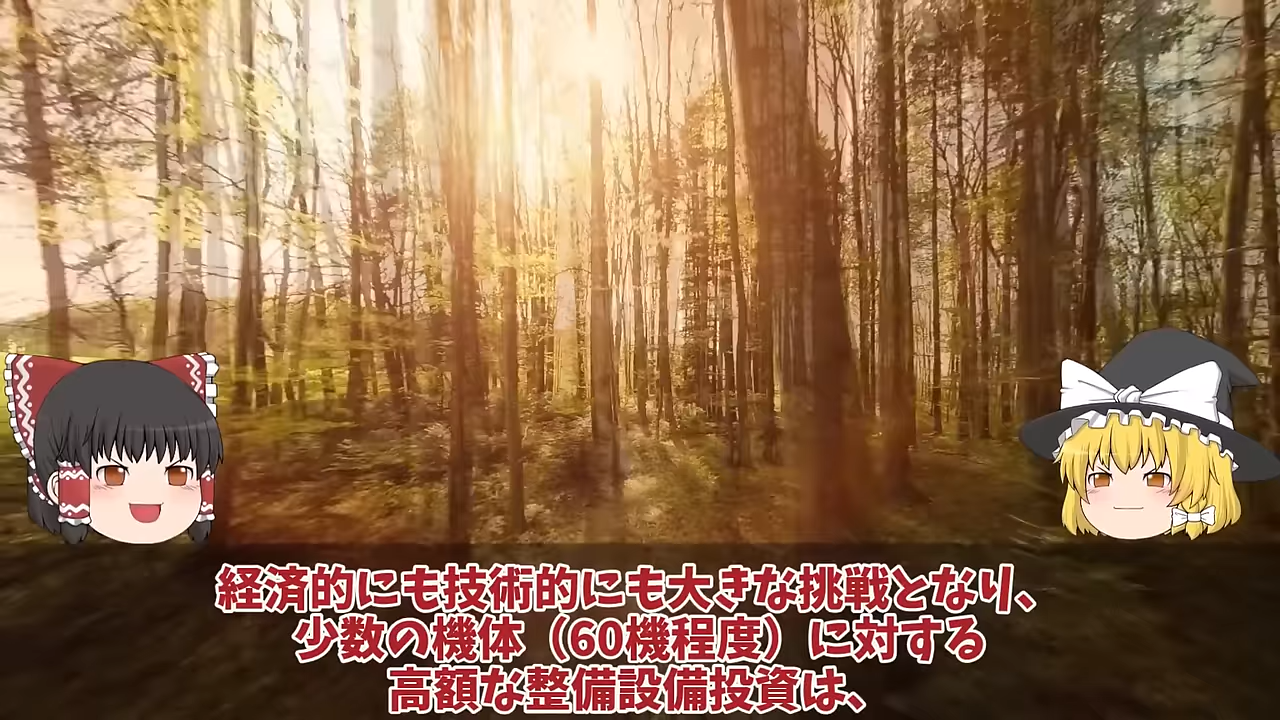 経済的にも技術的にも大きな挑戦となり、
少数の機体（60機程度）に対する
高額な整備設備投資は、